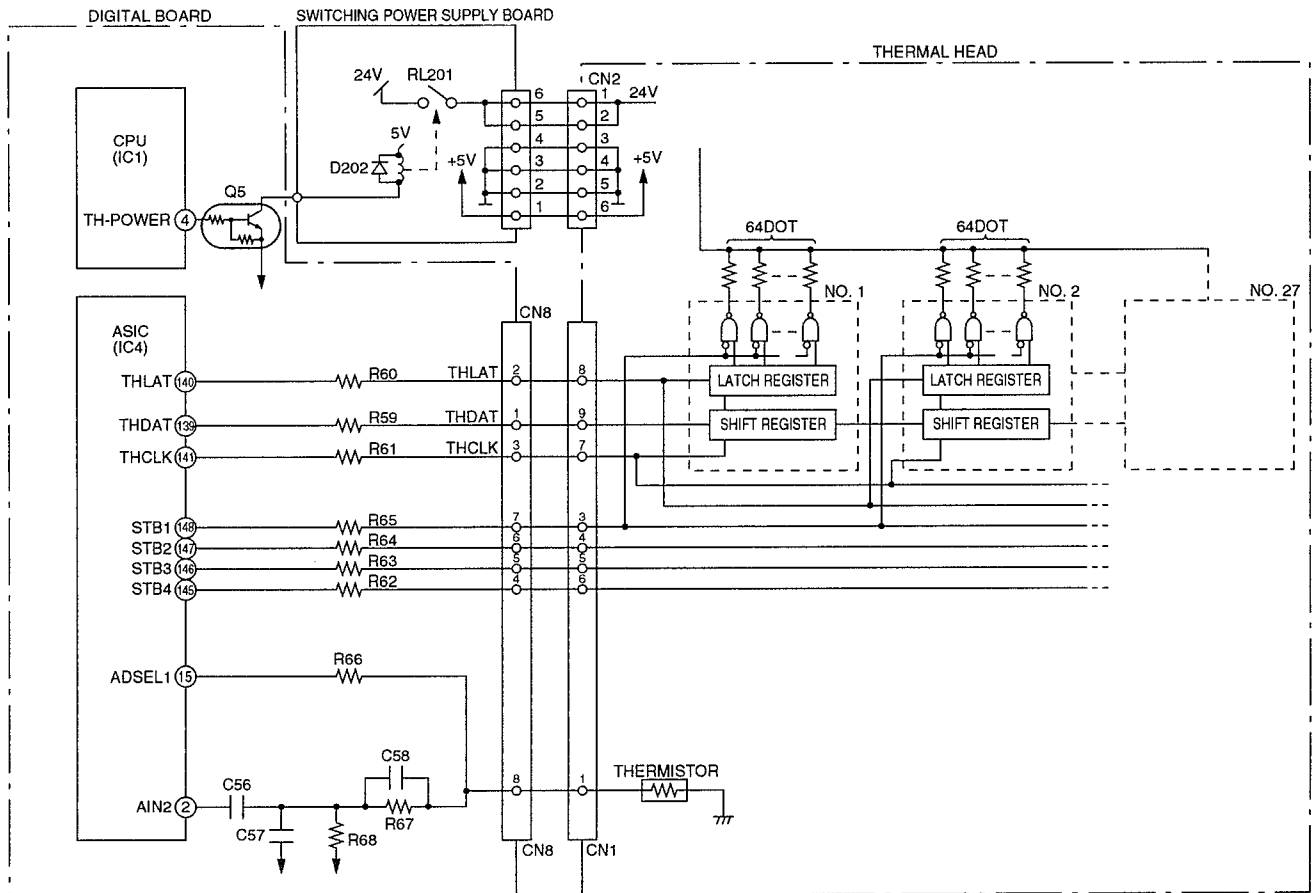 DIGITAL BOARD
SWITCHING POWER SUPPLY BOARD
THERMAL HEAD
24V
RL201
CN2
CPU
(IC1)
TH-POWER
4
Q5
5V
D202
+5V
6
5
4
3
2
1
1
2
3
4
5
6
24V
+5V
64DOT
64DOT
NO. 1
NO. 2
NO. 27
ASIC
(IC4)
CN8
THLAT
140
R60
THLAT
2
8
LATCH REGISTER
LATCH REGISTER
THDAT
139
R59
THDAT
1
9
SHIFT REGISTER
SHIFT REGISTER
THCLK
141
R61
THCLK
3
7
STB1
148
R65
7
3
STB2
147
R64
6
4
STB3
146
R63
5
5
STB4
145
R62
4
6
ADSEL1
15
R66
C58
8
1
THERMISTOR
AIN2
2
C56
R67
C57
R68
CN8
CN1